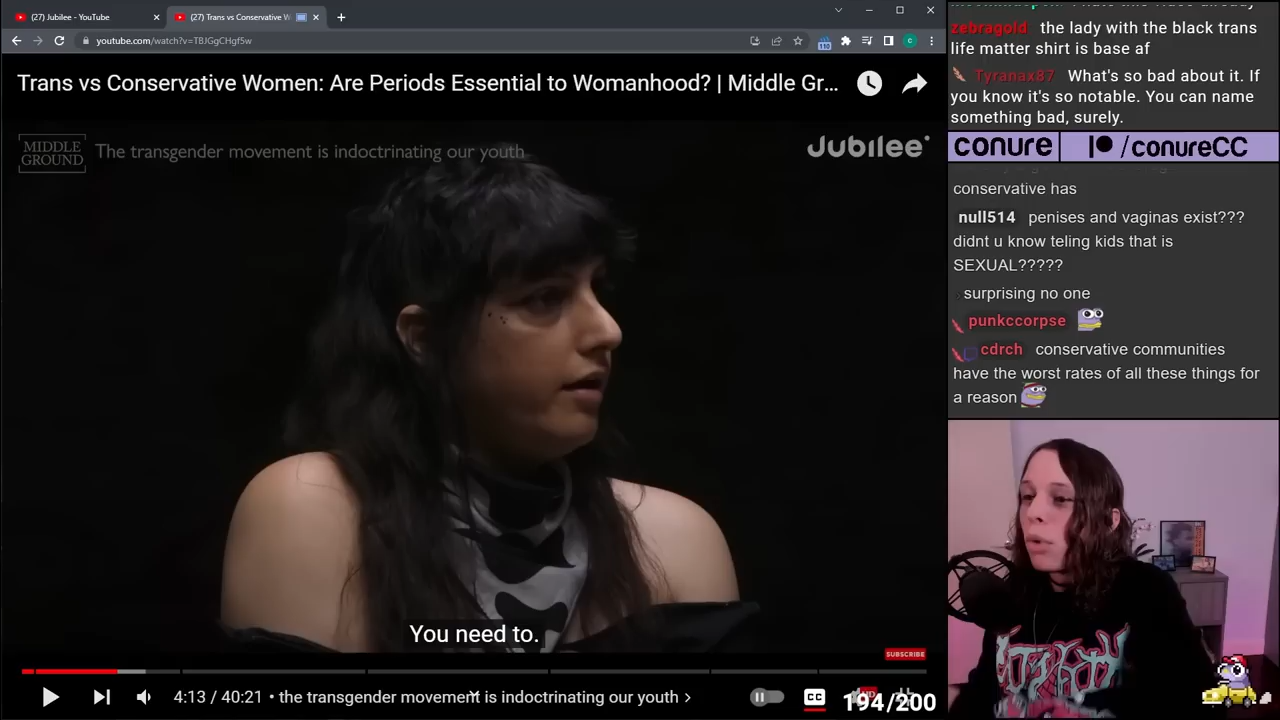 (27) Jubilee - YouTube
(27) Trans vs Conservative W
youtube.com/watch?v=TBJGgCHgf5w
Trans vs Conservative Women: Are Periods Essential to Womanhood? | Middle Gr...
MIDDLE
GROUND
The transgender movement is indoctrinating our youth
Jubilee
You need to.
SUBSCRIBE
4:13 / 40:21 • the transgender movement is indoctrinating our youth >
CC
194/200
zebragold the lady with the black trans
life matter shirt is base af
Tyranax87 What's so bad about it. If
you know it's so notable. You can name
something bad, surely.
conure
/conureCC
conservative has
null514 penises and vaginas exist???
didnt u know teling kids that is
SEXUAL?????
surprising no one
punkccorpse
cdrch conservative communities
have the worst rates of all these things for
a reason